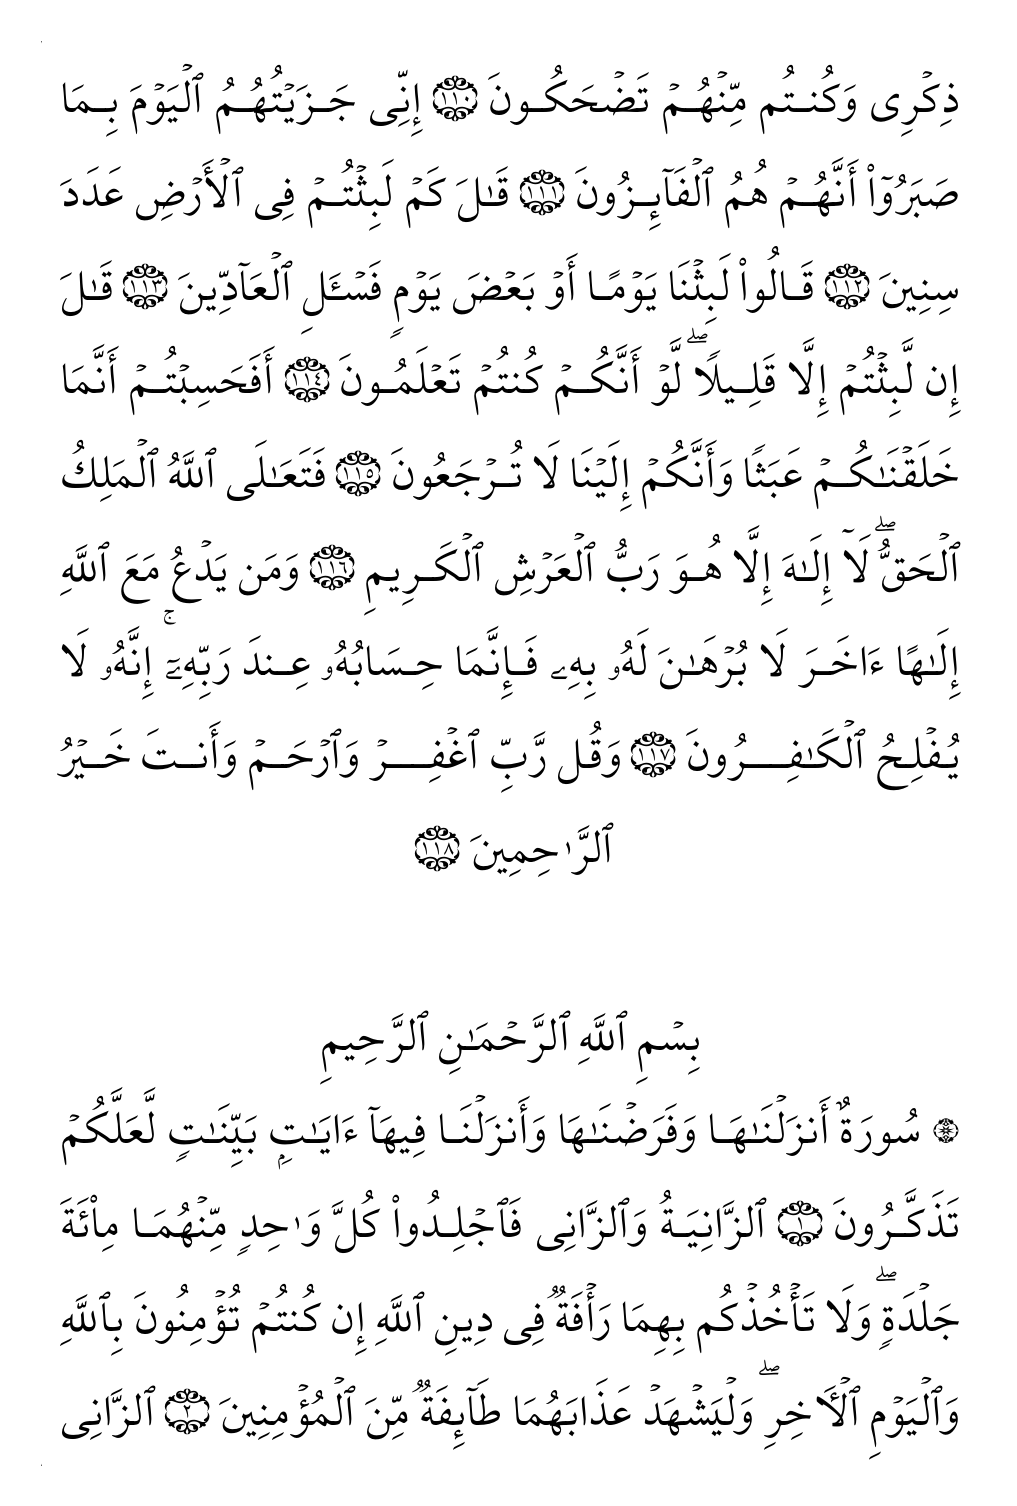 ذِكۡرِى وَكُنتُم مِّنۡهُمۡ تَضۡحَكُونَ ١١٠ إِنِّى جَزَيۡتُهُمُ ٱلۡيَوۡمَ بِمَا
صَبَرُوٓاْ أَنَّهُمۡ هُمُ ٱلۡفَآئِزُونَ ١١١ قَـٰلَ كَمۡ لَبِثۡتُمۡ فِى ٱلۡأَرۡضِ عَدَدَ
سِنِينَ ١١٢ قَالُواْ لَبِثۡنَا يَوۡمًا أَوۡ بَعۡضَ يَوۡمٍ فَسۡـَٔلِ ٱلۡعَآدِّينَ ١١٣ قَـٰلَ
إِن لَّبِثۡتُمۡ إِلَّا قَلِيلًاۖ لَّوۡ أَنَّكُمۡ كُنتُمۡ تَعۡلَمُونَ ١١٤ أَفَحَسِبۡتُمۡ أَنَّمَا
خَلَقۡنَـٰكُمۡ عَبَثًا وَأَنَّكُمۡ إِلَيۡنَا لَا تُرۡجَعُونَ ١١٥ فَتَعَـٰلَى ٱللَّهُ ٱلۡمَلِكُ
ٱلۡحَقُّۖ لَآ إِلَـٰهَ إِلَّا هُوَ رَبُّ ٱلۡعَرۡشِ ٱلۡكَرِيمِ ١١٦ وَمَن يَدۡعُ مَعَ ٱللَّهِ
إِلَـٰهًا ءَاخَرَ لَا بُرۡهَـٰنَ لَهُۥ بِهِۦ فَإِنَّمَا حِسَابُهُۥ عِندَ رَبِّهِۦٓۚ إِنَّهُۥ لَا
يُفۡلِحُ ٱلۡكَـٰفِرُونَ ١١٧ وَقُل رَّبِّ ٱغۡفِرۡ وَٱرۡحَمۡ وَأَنتَ خَيۡرُ
ٱلرَّٰحِمِينَ ١١٨
بِسۡمِ ٱللَّهِ ٱلرَّحۡمَـٰنِ ٱلرَّحِيمِ
۞ سُورَةٌ أَنزَلۡنَـٰهَا وَفَرَضۡنَـٰهَا وَأَنزَلۡنَا فِيهَآ ءَايَـٰتِۭ بَيِّنَـٰتٍ لَّعَلَّكُمۡ
تَذَكَّرُونَ ١ ٱلزَّانِيَةُ وَٱلزَّانِى فَٱجۡلِدُواْ كُلَّ وَٰحِدٍ مِّنۡهُمَا مِاْئَةَ
جَلۡدَةٍۖ وَلَا تَأۡخُذۡكُم بِهِمَا رَأۡفَةٌ فِى دِينِ ٱللَّهِ إِن كُنتُمۡ تُؤۡمِنُونَ بِٱللَّهِ
وَٱلۡيَوۡمِ ٱلۡـَٔاخِرِۖ وَلۡيَشۡهَدۡ عَذَابَهُمَا طَآئِفَةٌ مِّنَ ٱلۡمُؤۡمِنِينَ ٢ ٱلزَّانِى